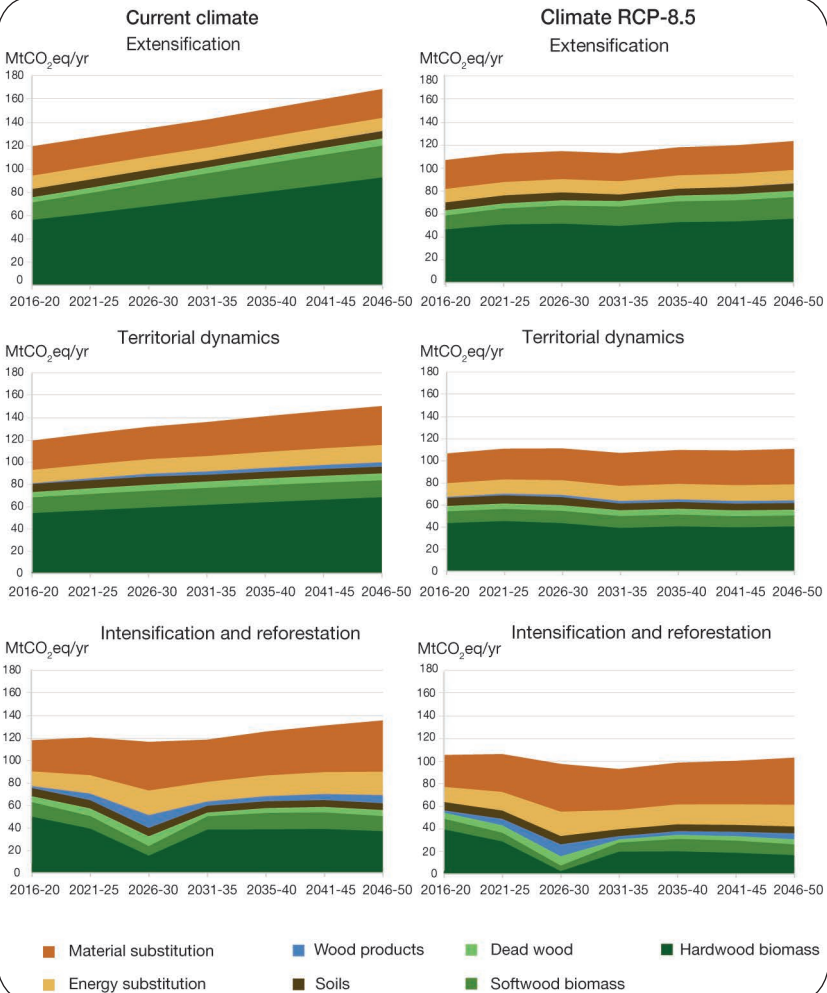 Current climate
Climate RCP-8.5
Extensification
Extensification
MtCO2eq/yr
MtCO2eq/yr
180
160
140
120
100
80
60
40
20
0
2016-20 2021-25 2026-30 2031-35 2035-40 2041-45 2046-50
180
160
140
120
100
80
60
40
20
0
2016-20 2021-25 2026-30 2031-35 2035-40 2041-45 2046-50
Territorial dynamics
Territorial dynamics
MtCO2eq/yr
MtCO2eq/yr
180
160
140
120
100
80
60
40
20
0
2016-20 2021-25 2026-30 2031-35 2035-40 2041-45 2046-50
180
160
140
120
100
80
60
40
20
0
2016-20 2021-25 2026-30 2031-35 2035-40 2041-45 2046-50
Intensification and reforestation
Intensification and reforestation
MtCO2eq/yr
MtCO2eq/yr
180
160
140
120
100
80
60
40
20
0
2016-20 2021-25 2026-30 2031-35 2035-40 2041-45 2046-50
180
160
140
120
100
80
60
40
20
0
2016-20 2021-25 2026-30 2031-35 2035-40 2041-45 2046-50
Material substitution Wood products Dead wood Hardwood biomass
Energy substitution Soils Softwood biomass